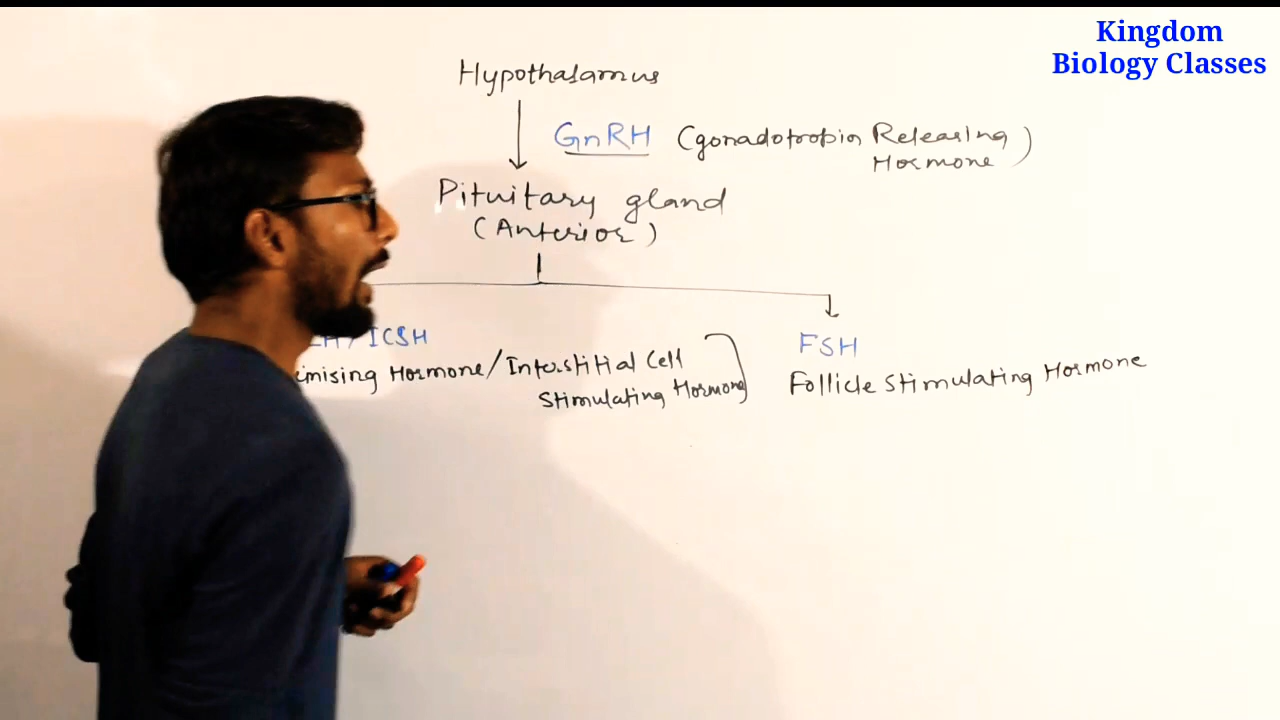 Kingdom
Biology Classes
Hypothalamus
GnRH (gonadotropin Releasing
Hormone)
Pituitary gland
(Anterior)
LH/ICSH
FSH
Hormone/Interstitial Cell
Stimulating Hormone
Follicle Stimulating Hormone